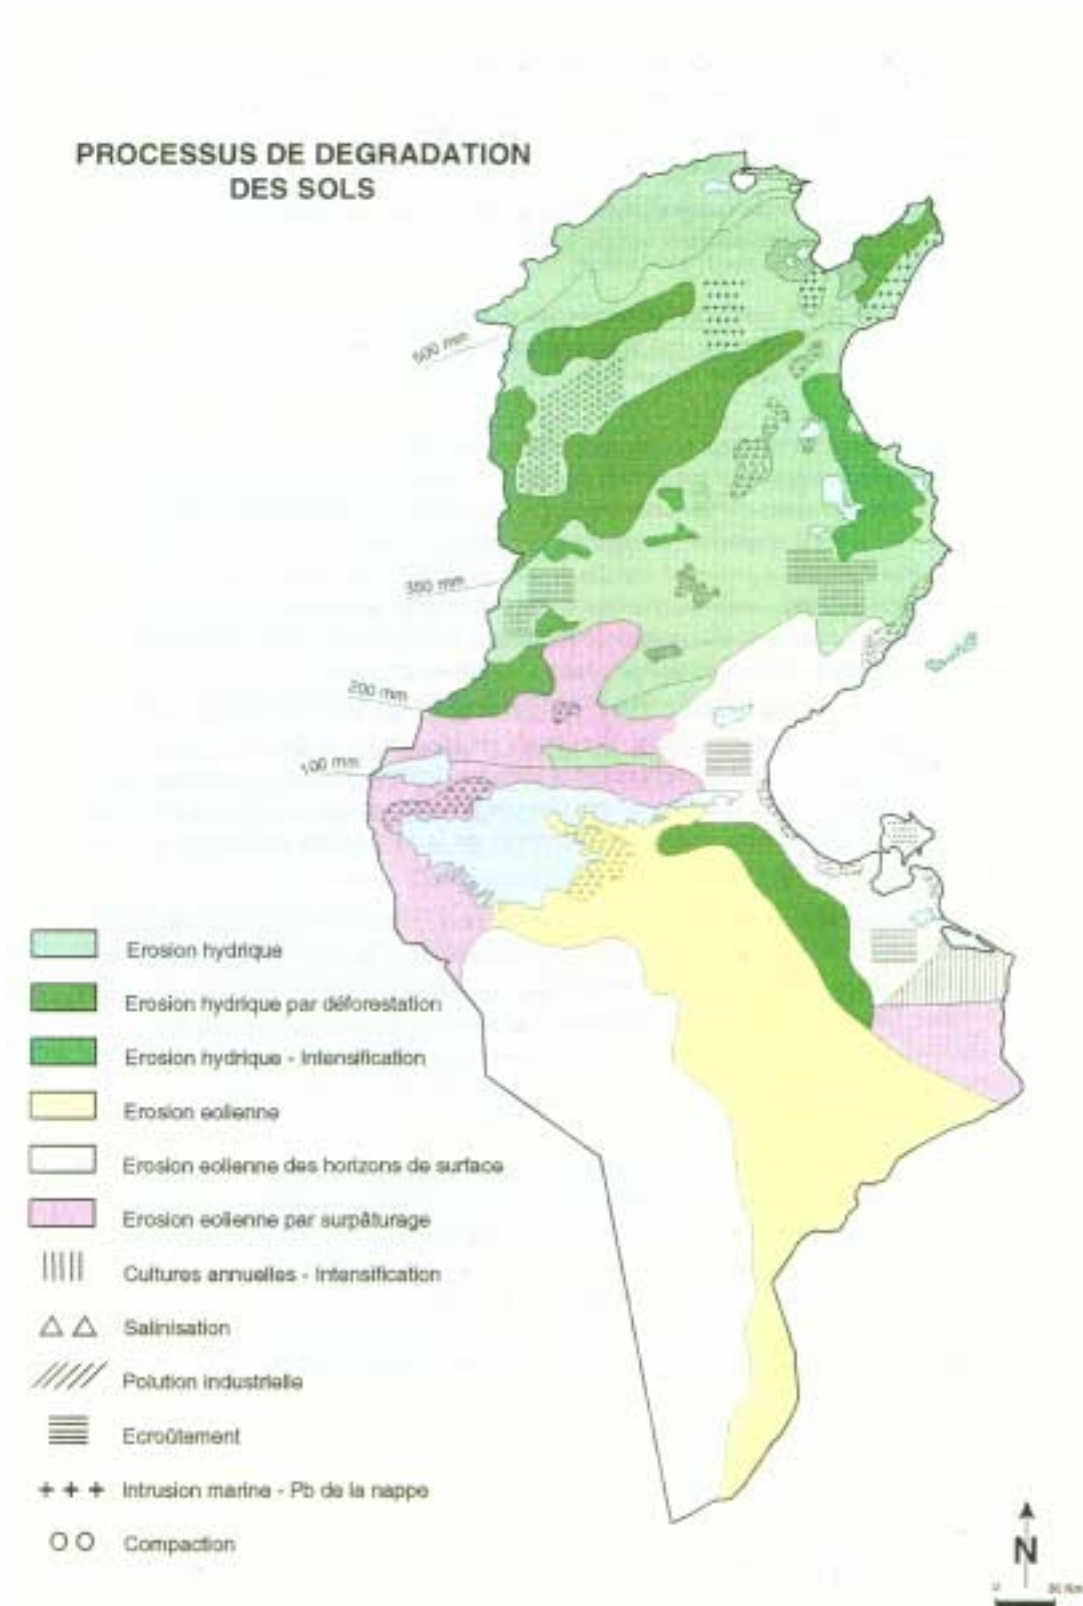 PROCESSUS DE DEGRADATION
DES SOLS
500 mm
350 mm
200 mm
100 mm
Erosion hydrique
Erosion hydrique par déforestation
Erosion hydrique - Intensification
Erosion eolienne
Erosion eolienne des horizons de surface
Erosion eolienne par surpâturage
Cultures annuelles - Intensification
Salinisation
Polution industrielle
Ecroûtement
Intrusion marine - Pb de la nappe
Compaction
N
0